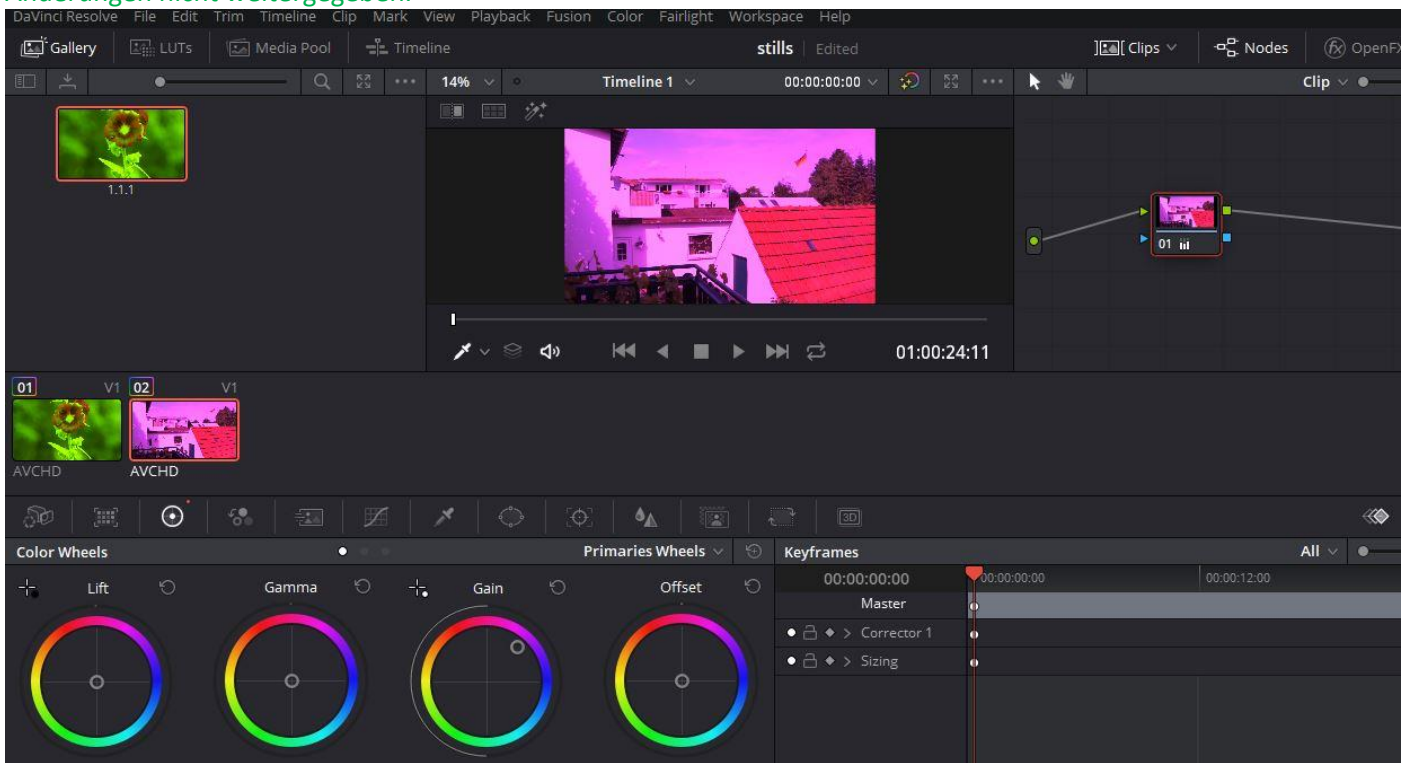 Änderungen nicht weitergegeben.
DaVinci Resolve File Edit Trim Timeline Clip Mark View Playback Fusion Color Fairlight Workspace Help
Gallery LUTs Media Pool Timeline stills Edited Clips Nodes OpenFX
14% Timeline 1 00:00:00:00 Clip
1.1.1
01
01:00:24:11
01 V1 02 V1
AVCHD AVCHD
3D
Color Wheels Primaries Wheels Keyframes All
Lift Gamma Gain Offset 00:00:00:00 00:00:00:00 00:00:12:00
Master
Corrector 1
Sizing